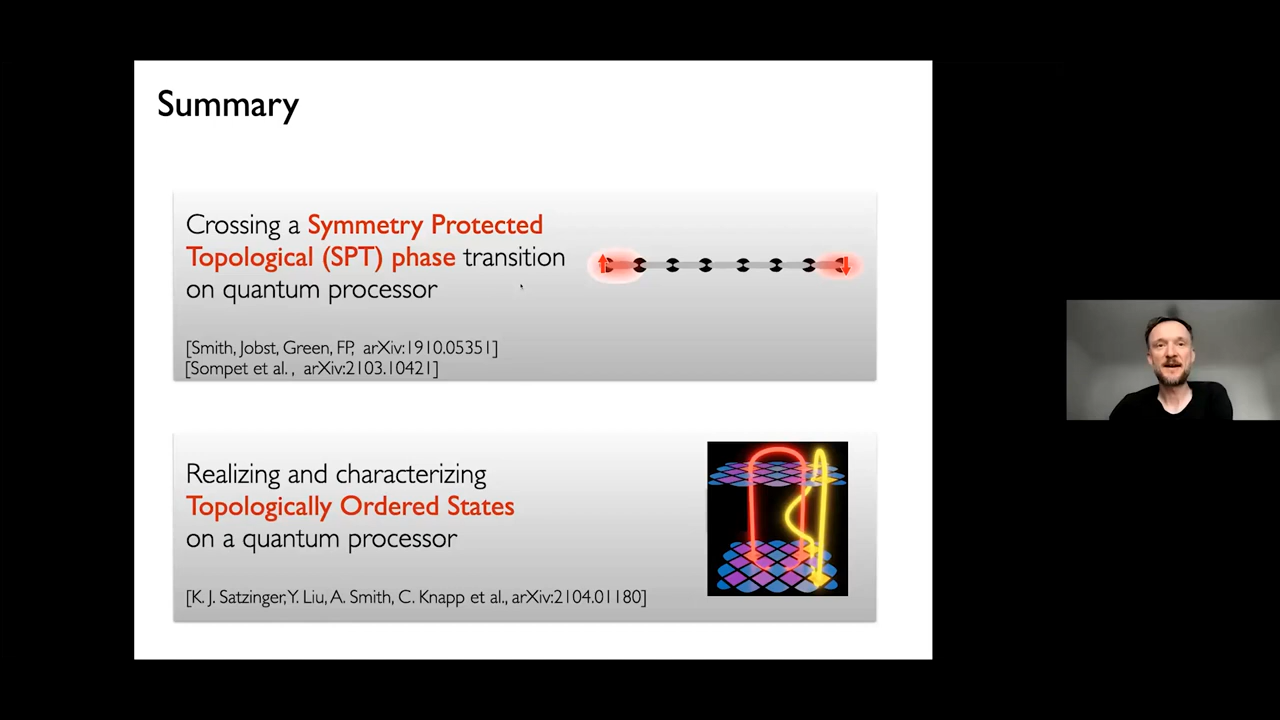 Summary
Crossing a Symmetry Protected
Topological (SPT) phase transition
on quantum processor
[Smith, Jobst, Green, FP, arXiv:1910.05351]
[Sompet et al., arXiv:2103.10421]
Realizing and characterizing
Topologically Ordered States
on a quantum processor
[K. J. Satzinger, Y. Liu, A. Smith, C. Knapp et al., arXiv:2104.01180]